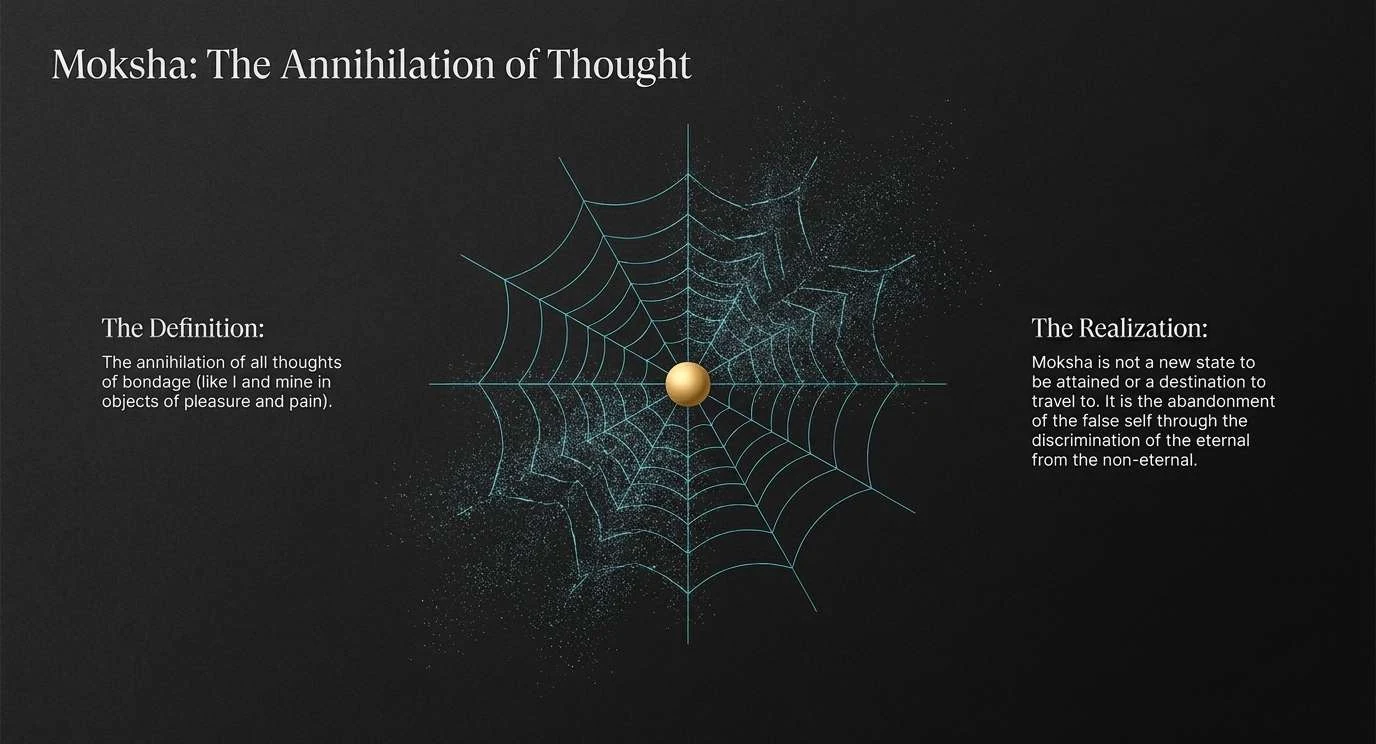 Moksha: The Annihilation of Thought
The Definition:
The annihilation of all thoughts
of bondage (like I and mine in
objects of pleasure and pain).
The Realization:
Moksha is not a new state to
be attained or a destination to
travel to. It is the abandonment
of the false self through the
discrimination of the eternal
from the non-eternal.